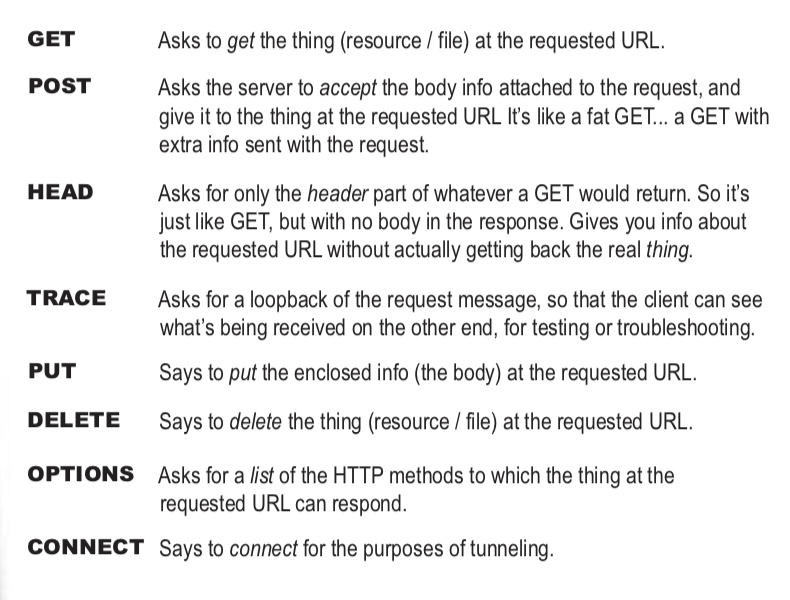 GET Asks to get the thing (resource / file) at the requested URL.
POST Asks the server to accept the body info attached to the request, and
give it to the thing at the requested URL It's like a fat GET... a GET with
extra info sent with the request.
HEAD Asks for only the header part of whatever a GET would return. So it's
just like GET, but with no body in the response. Gives you info about
the requested URL without actually getting back the real thing.
TRACE Asks for a loopback of the request message, so that the client can see
what's being received on the other end, for testing or troubleshooting.
PUT Says to put the enclosed info (the body) at the requested URL.
DELETE Says to delete the thing (resource / file) at the requested URL.
OPTIONS Asks for a list of the HTTP methods to which the thing at the
requested URL can respond.
CONNECT Says to connect for the purposes of tunneling.